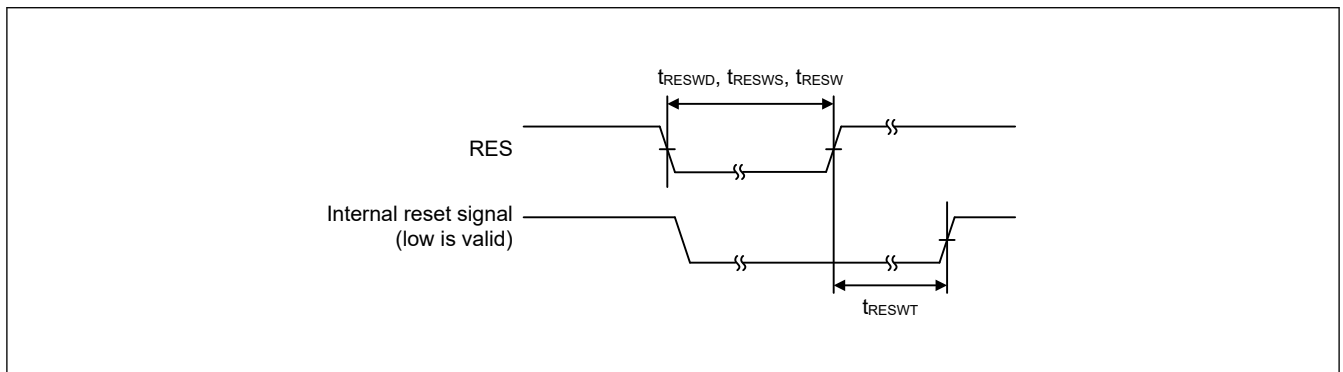 tRESWD, tRESWS, tRESW
RES
Internal reset signal
(low is valid)
tRESWT